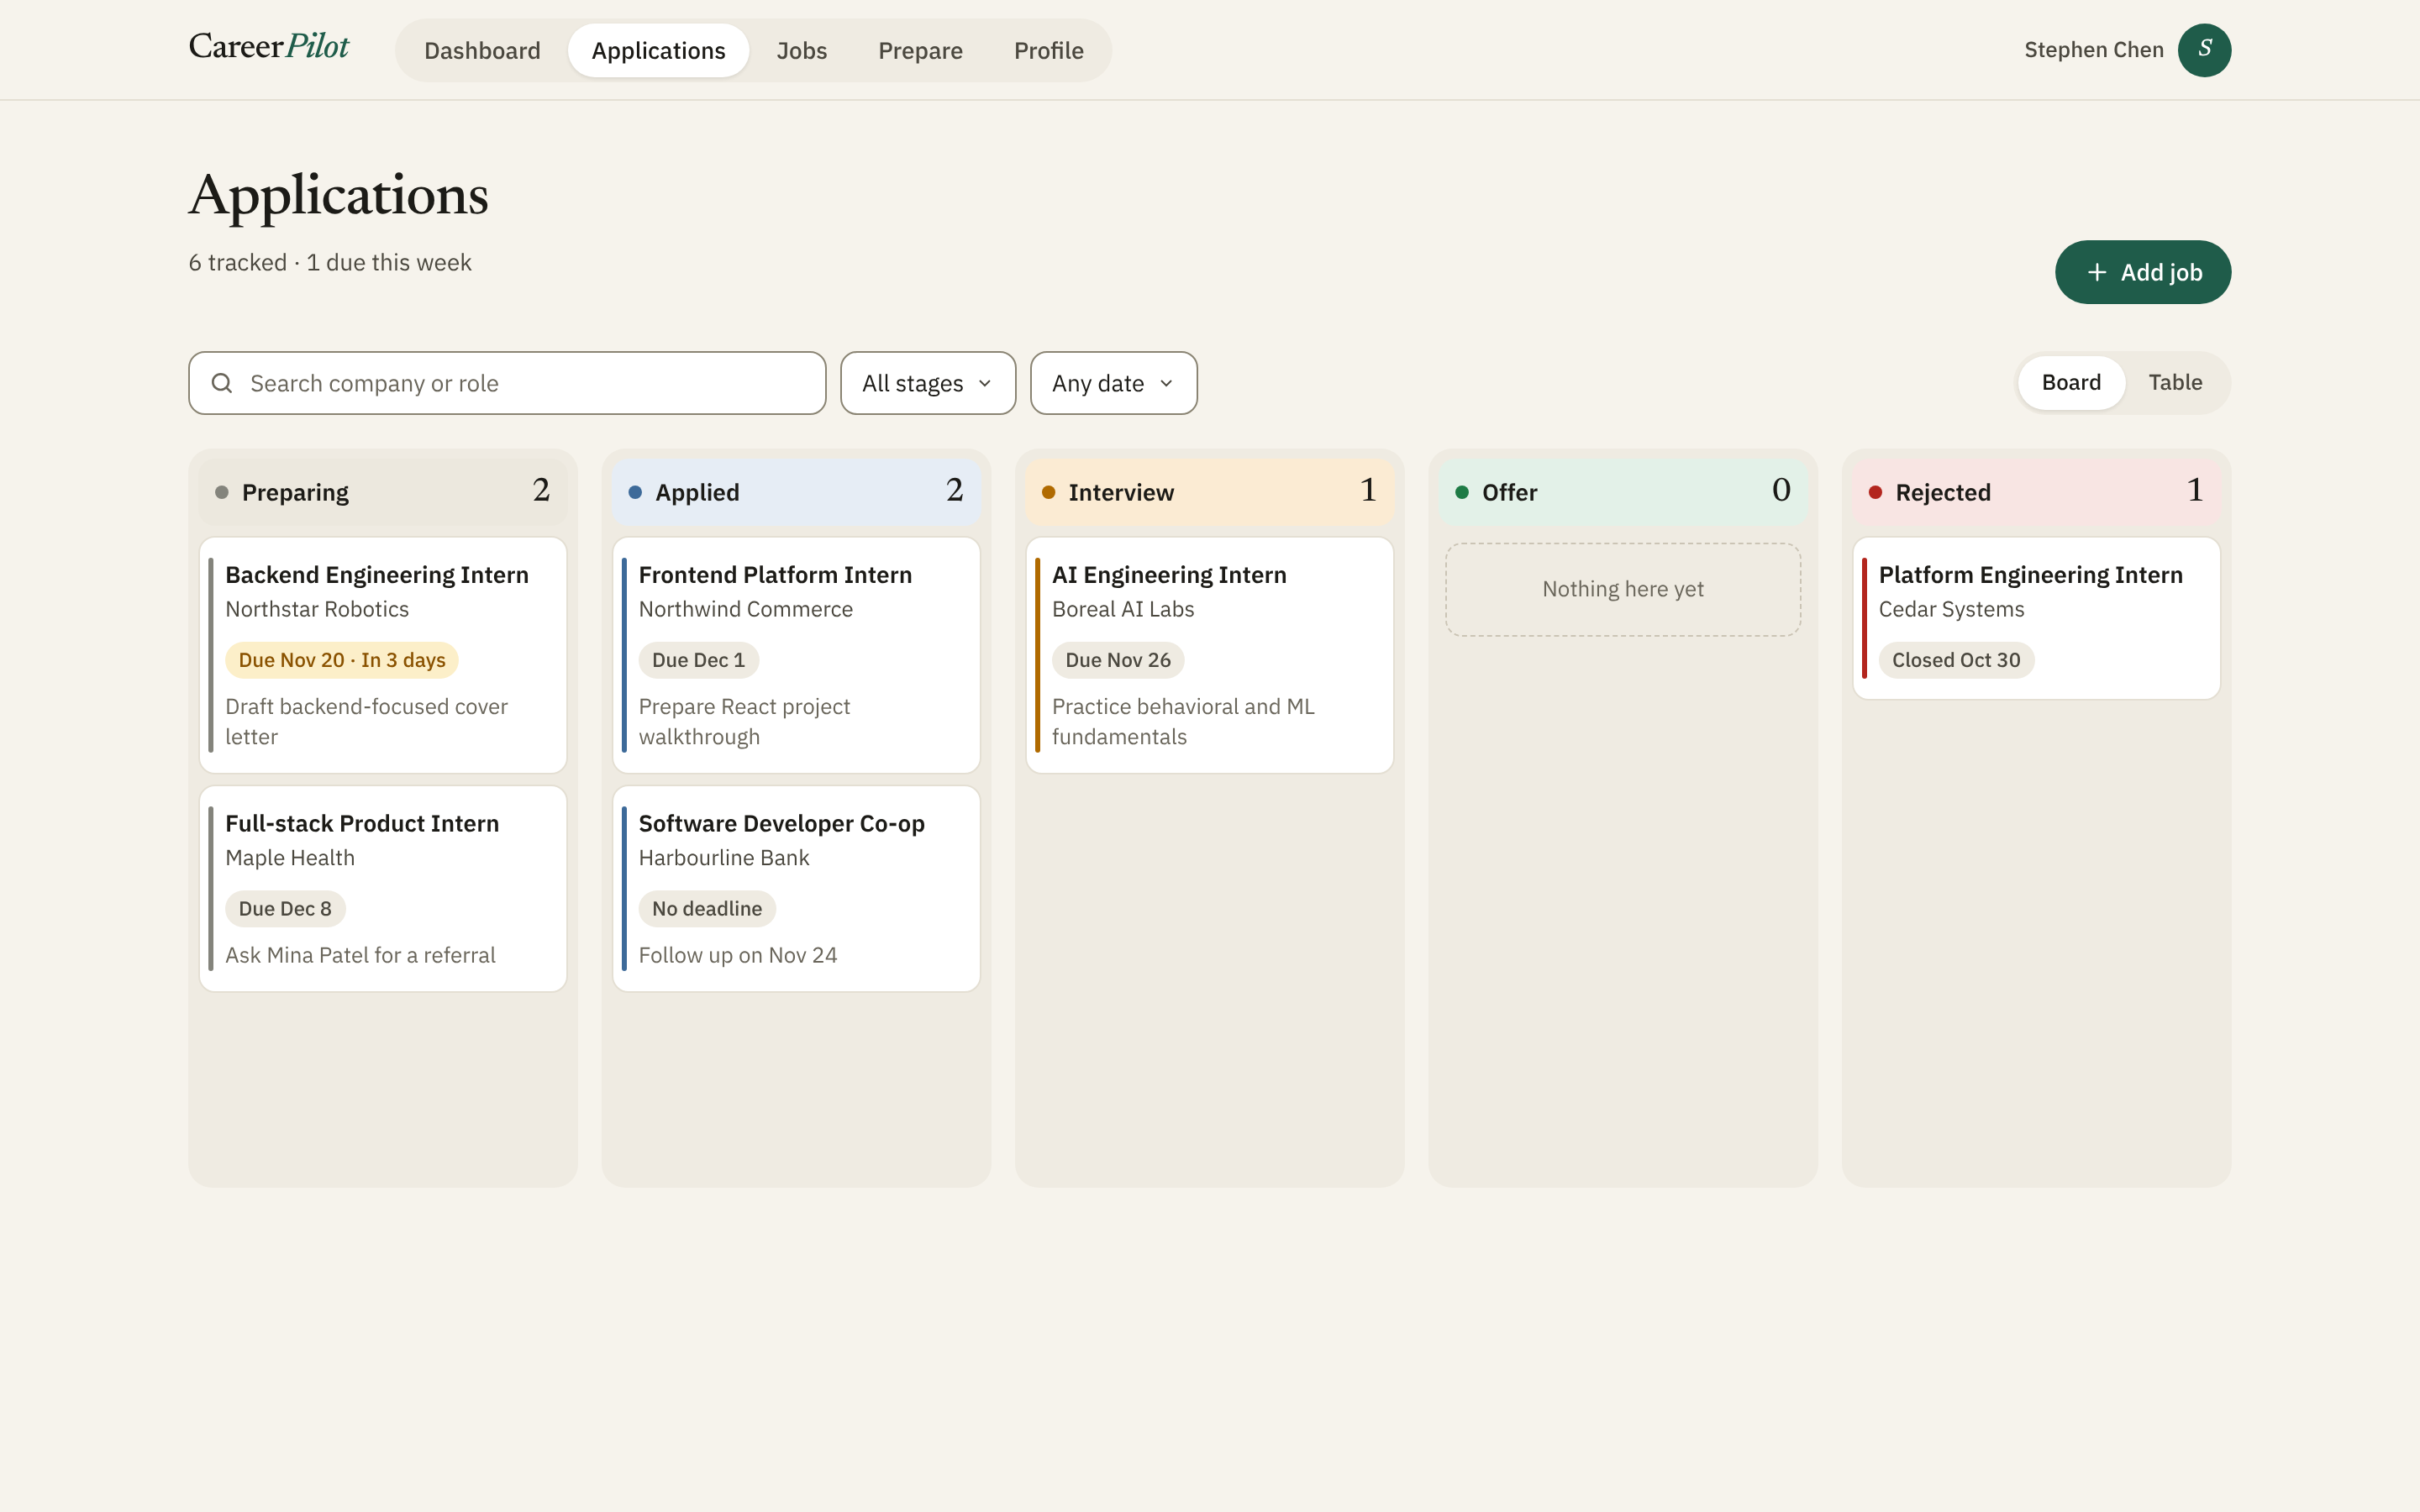 CareerPilot
Dashboard
Applications
Jobs
Prepare
Profile
Stephen Chen
S
Applications
6 tracked · 1 due this week
+ Add job
Search company or role
All stages
Any date
Board
Table
Preparing 2
Backend Engineering Intern
Northstar Robotics
Due Nov 20 · In 3 days
Draft backend-focused cover
letter
Full-stack Product Intern
Maple Health
Due Dec 8
Ask Mina Patel for a referral
Applied 2
Frontend Platform Intern
Northwind Commerce
Due Dec 1
Prepare React project
walkthrough
Software Developer Co-op
Harbourline Bank
No deadline
Follow up on Nov 24
Interview 1
AI Engineering Intern
Boreal AI Labs
Due Nov 26
Practice behavioral and ML
fundamentals
Offer 0
Nothing here yet
Rejected 1
Platform Engineering Intern
Cedar Systems
Closed Oct 30